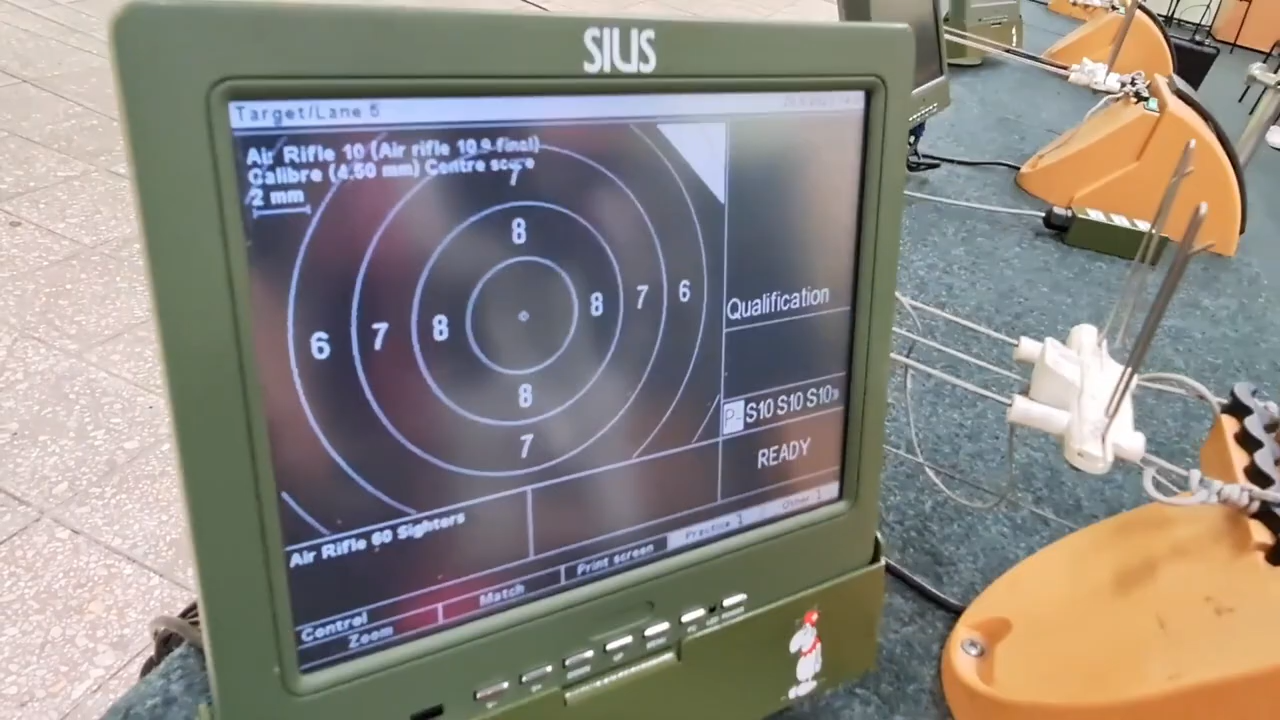 SIUS
Target/Lane 5
Air Rifle 10 (Air rifle 10.9 final)
Calibre (4.50 mm) Centre score
2 mm
7
8
6 7 8 8 7 6
8
7
Qualification
P- S10 S10 S10»
READY
Air Rifle 60 Sighters
Control Match Print screen Practice 1 Other 1
Zoom